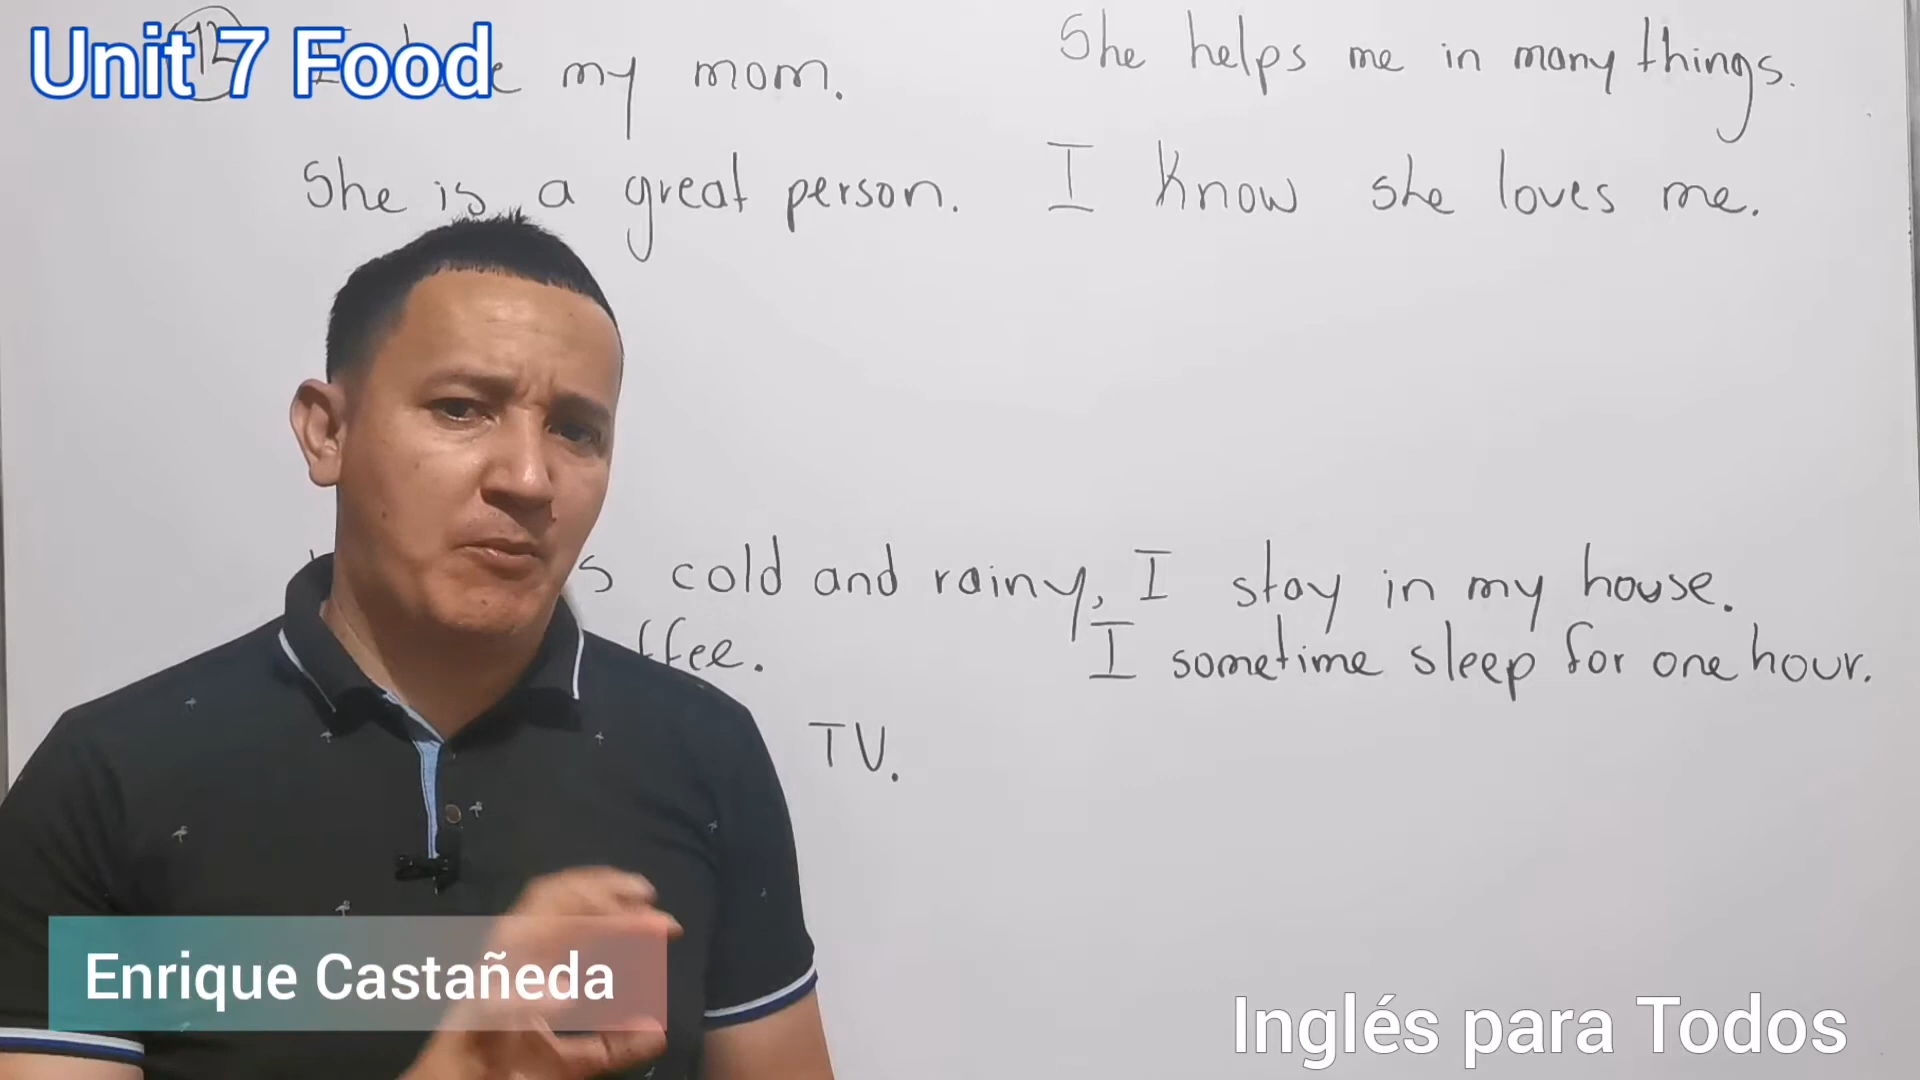 Unit 7 Food
my mom.
She helps me in many things.
She is a great person. I know she loves me.
cold and rainy, I stay in my house.
I sometime sleep for one hour.
TV.
Enrique Castañeda
Inglés para Todos